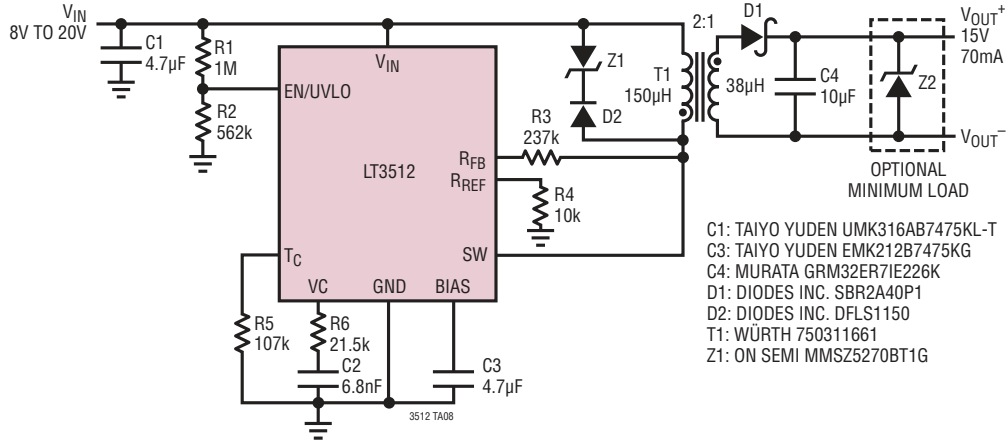 VIN
8V TO 20V
C1
4.7µF
R1
1M
R2
562k
VIN
EN/UVLO
LT3512
RFB
RREF
SW
TC
VC
GND
BIAS
Z1
D2
R3
237k
R4
10k
T1
150µH
2:1
38µH
D1
C4
10µF
Z2
VOUT+
15V
70mA
VOUT–
OPTIONAL
MINIMUM LOAD
R5
107k
R6
21.5k
C2
6.8nF
C3
4.7µF
3512 TA08
C1: TAIYO YUDEN UMK316AB7475KL-T
C3: TAIYO YUDEN EMK212B7475KG
C4: MURATA GRM32ER7IE226K
D1: DIODES INC. SBR2A40P1
D2: DIODES INC. DFLS1150
T1: WÜRTH 750311661
Z1: ON SEMI MMSZ5270BT1G